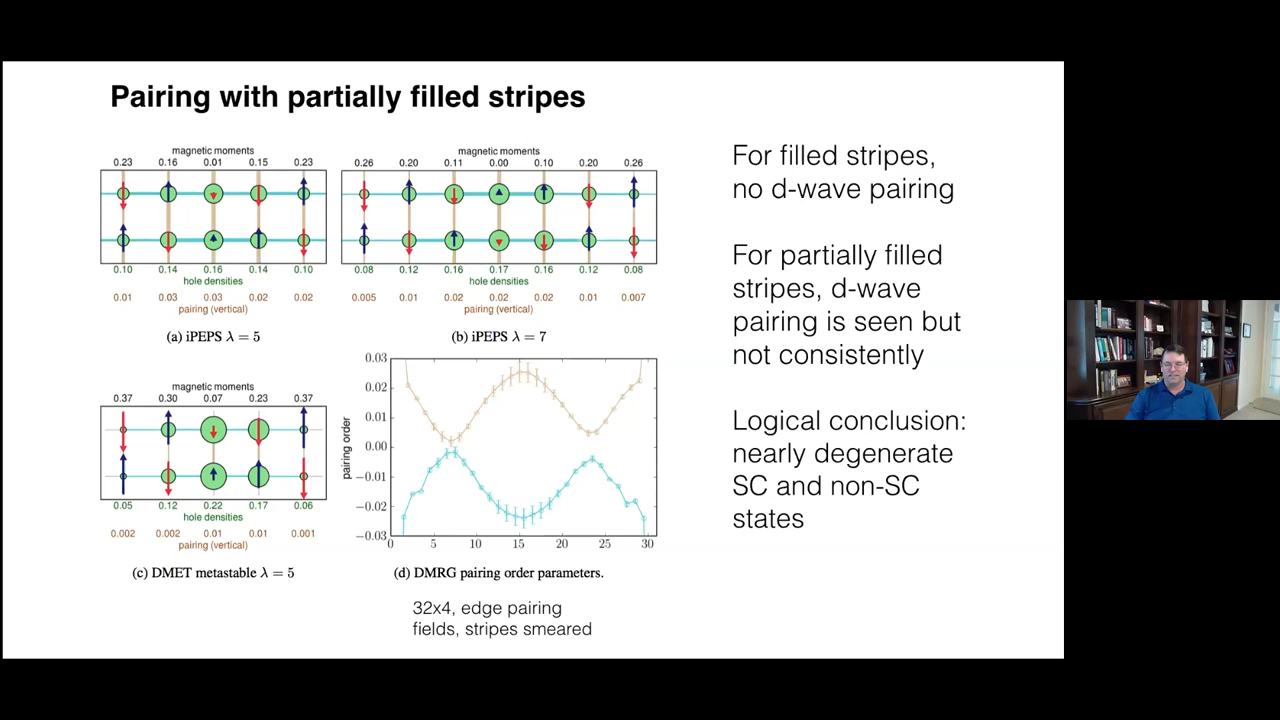 Pairing with partially filled stripes
magnetic moments
0.23 0.16 0.01 0.15 0.23
0.10 0.14 0.16 0.14 0.10
hole densities
0.01 0.03 0.03 0.02 0.02
pairing (vertical)
(a) iPEPS λ = 5
magnetic moments
0.26 0.20 0.11 0.00 0.10 0.20 0.26
0.08 0.12 0.16 0.17 0.16 0.12 0.08
hole densities
0.005 0.01 0.02 0.02 0.02 0.01 0.007
pairing (vertical)
(b) iPEPS λ = 7
magnetic moments
0.37 0.30 0.07 0.23 0.37
0.05 0.12 0.22 0.17 0.06
hole densities
0.002 0.002 0.01 0.01 0.001
pairing (vertical)
(c) DMET metastable λ = 5
pairing order
0.03
0.02
0.01
0.00
−0.01
−0.02
−0.03
0 5 10 15 20 25 30
(d) DMRG pairing order parameters.
32x4, edge pairing
fields, stripes smeared
For filled stripes,
no d-wave pairing
For partially filled
stripes, d-wave
pairing is seen but
not consistently
Logical conclusion:
nearly degenerate
SC and non-SC
states